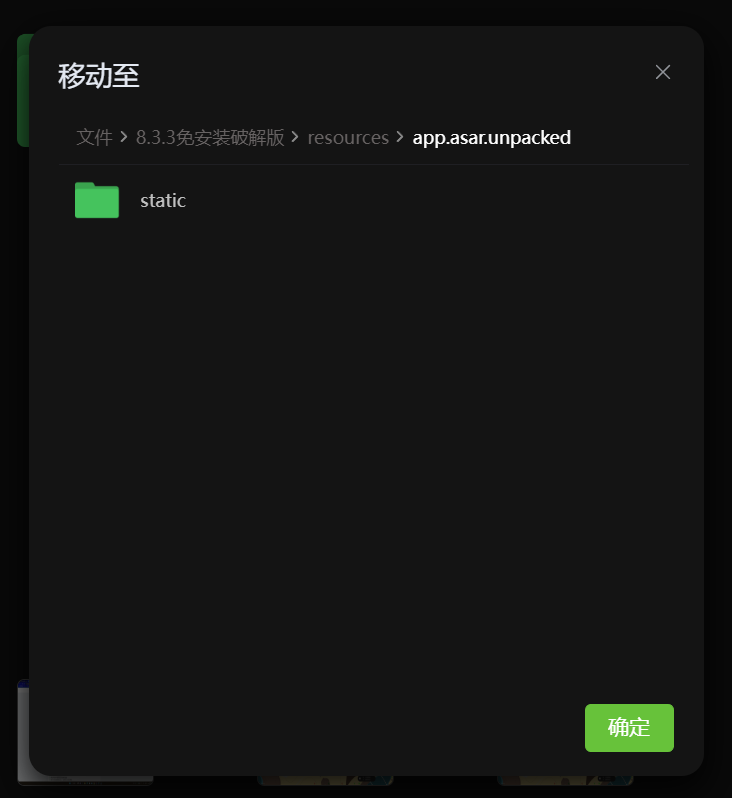 移动至
文件 > 8.3.3免安装破解版 > resources > app.asar.unpacked
static
确定